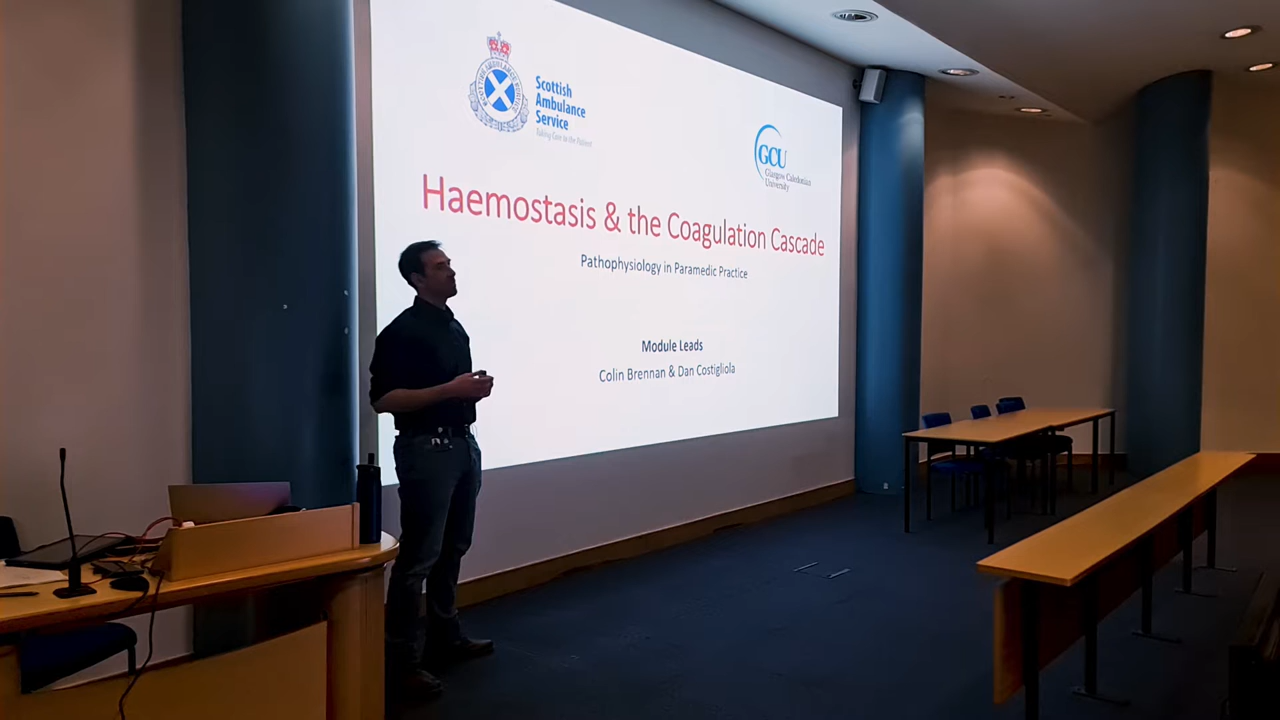 Scottish
Ambulance
Service
Taking Care to the Patient
GCU
Glasgow Caledonian
University
Haemostasis & the Coagulation Cascade
Pathophysiology in Paramedic Practice
Module Leads
Colin Brennan & Dan Costigliola